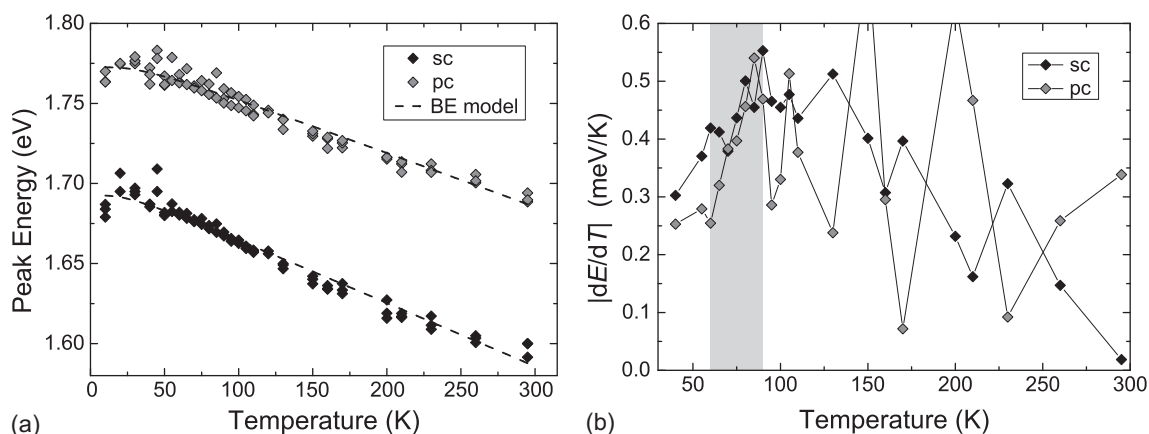 1.80
1.75
1.70
1.65
1.60
Peak Energy (eV)
sc
pc
BE model
0 50 100 150 200 250 300
Temperature (K)
(a)
0.6
0.5
0.4
0.3
0.2
0.1
0.0
|dE/dT| (meV/K)
sc
pc
50 100 150 200 250 300
Temperature (K)
(b)